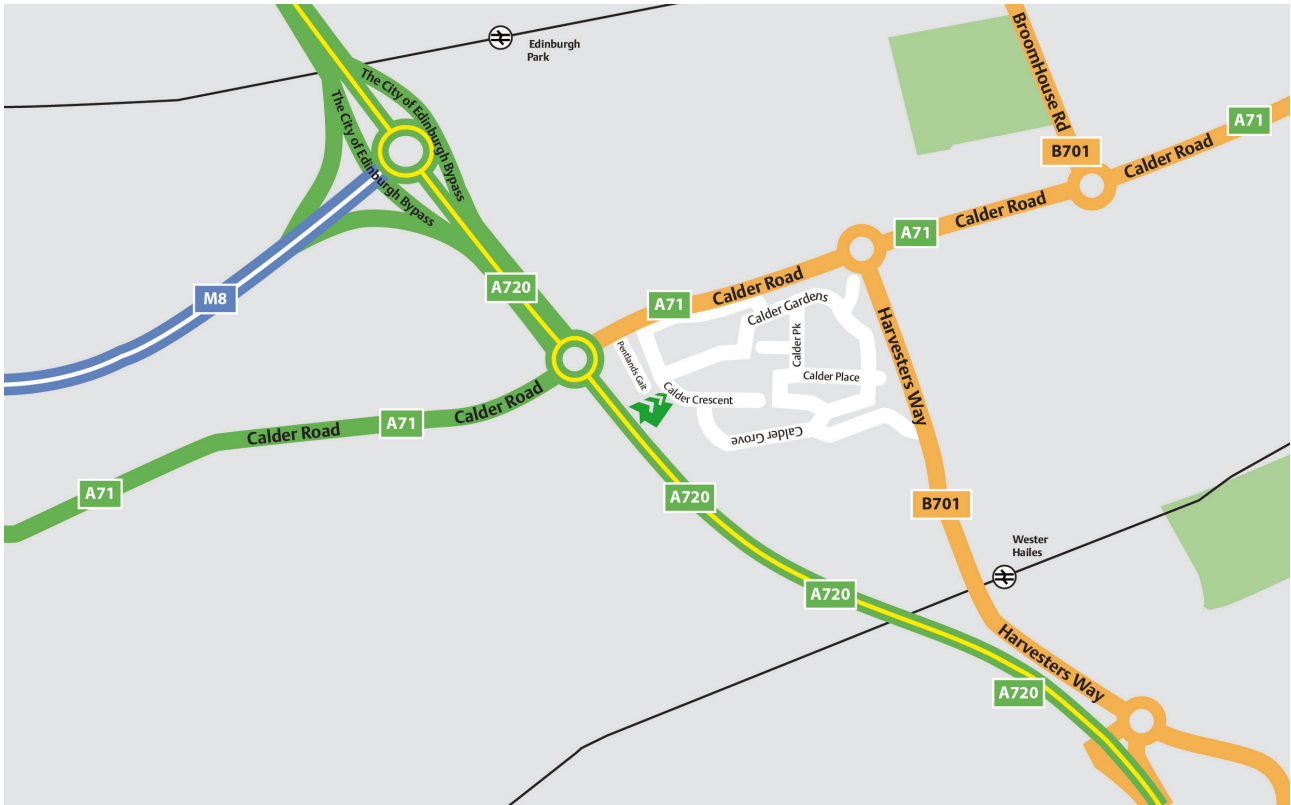 Edinburgh
Park
BroomHouse Rd
The City of Edinburgh Bypass
The City of Edinburgh Bypass
A71
Calder Road
B701
Calder Road
A71
A720
M8
Calder Road
A71
Calder Gardens
Calder Pk
Harvesters Way
Pentlands Gait
Calder Place
Calder Crescent
Calder Road
A71
Calder Road
Calder Grove
A71
A720
B701
Wester
Hailes
A720
Harvesters Way
A720